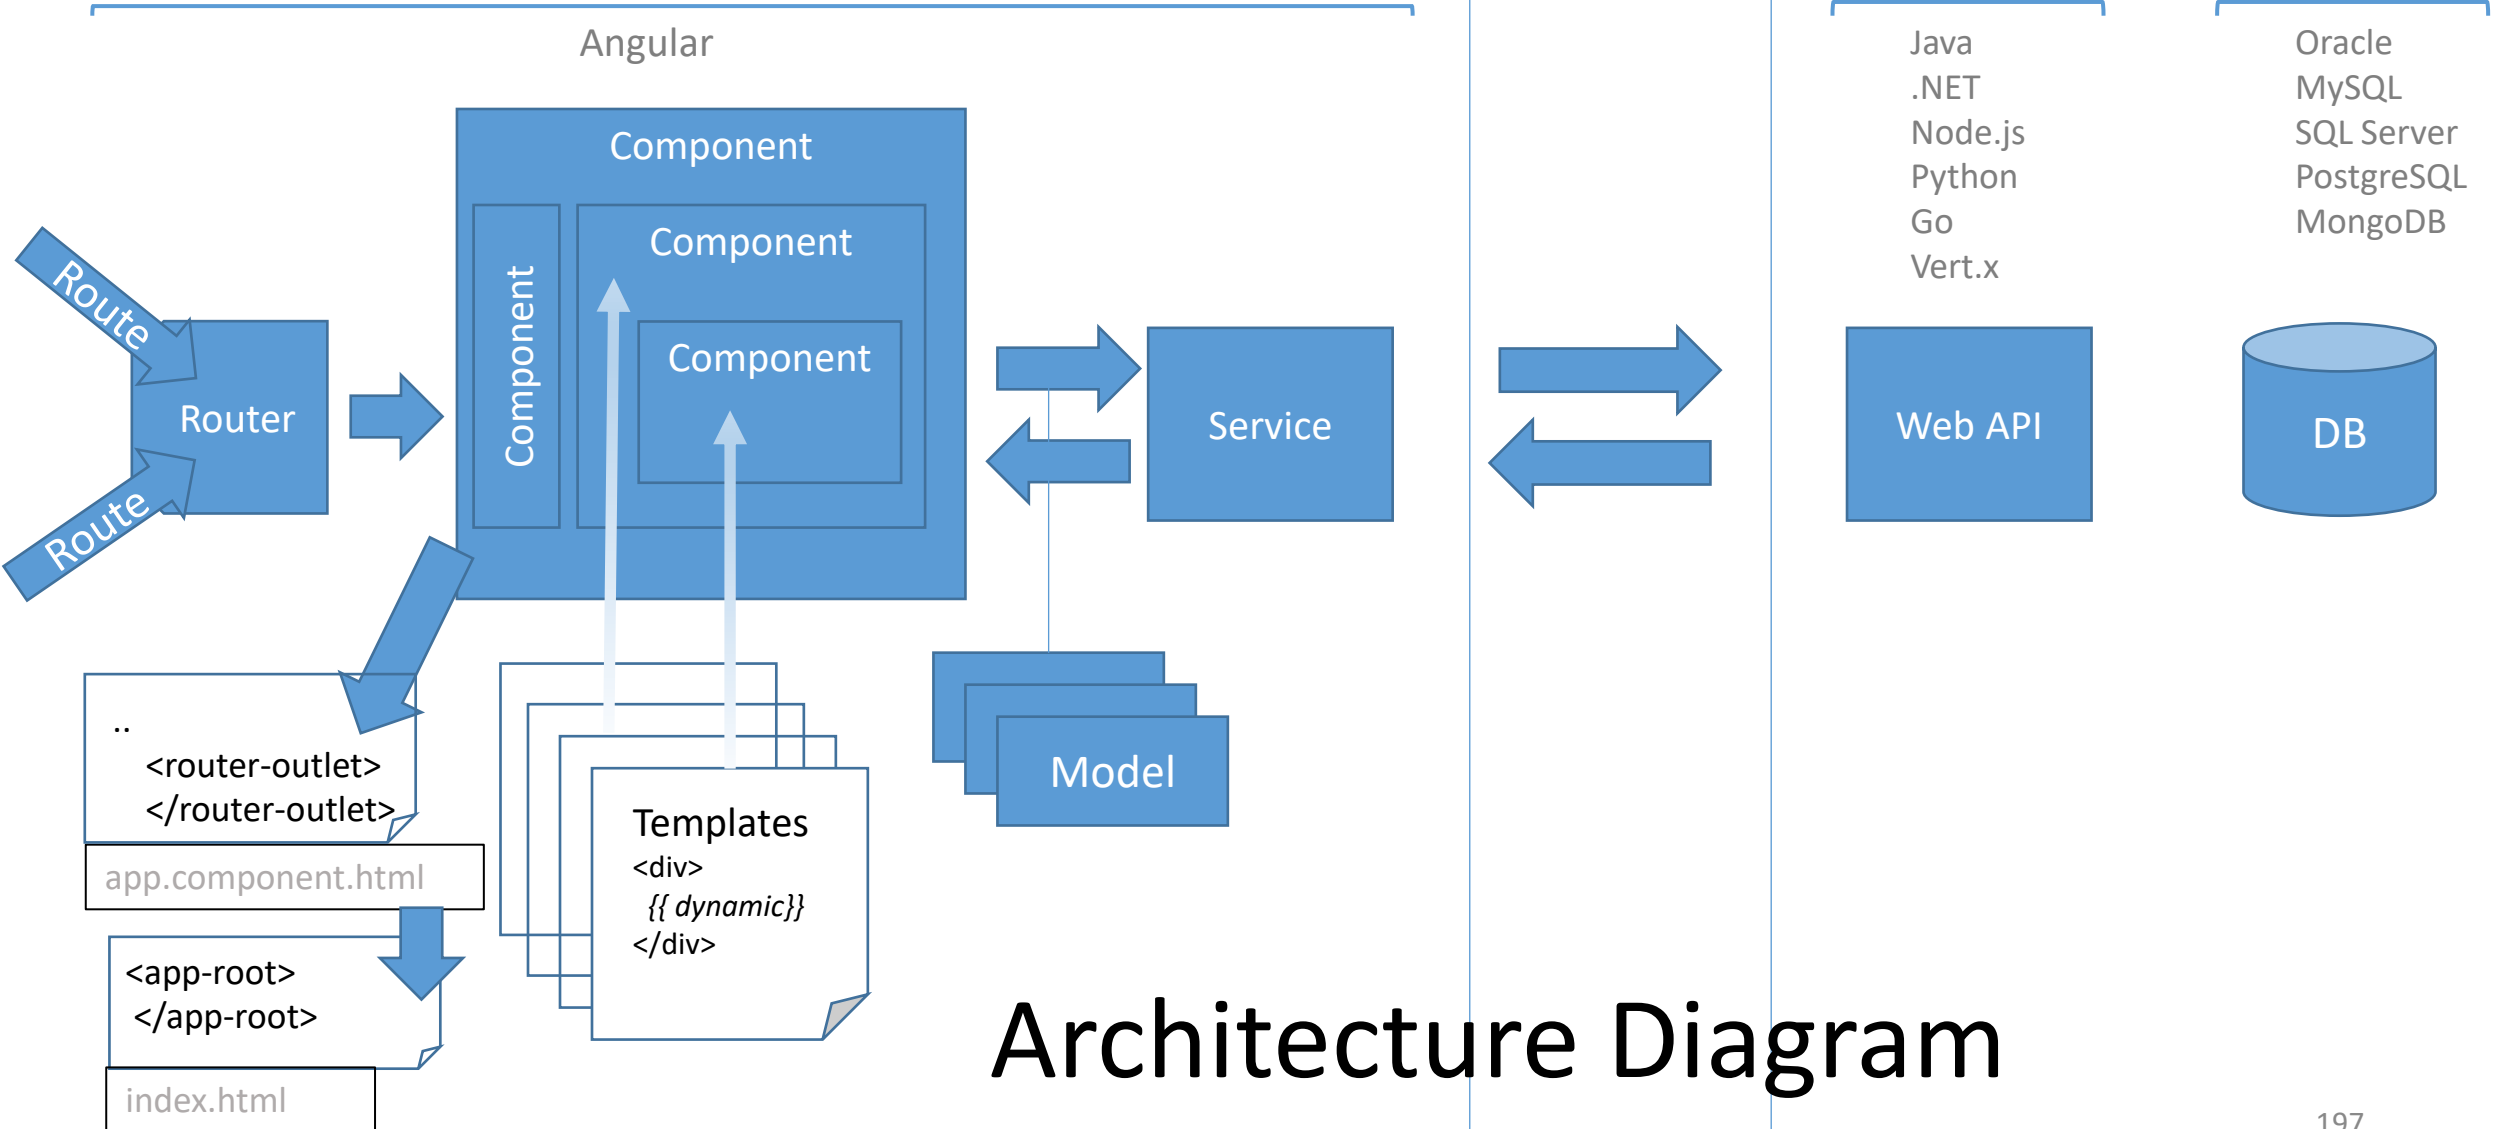 Angular
Java
.NET
Node.js
Python
Go
Vert.x
Oracle
MySQL
SQL Server
PostgreSQL
MongoDB
Route
Route
Router
Component
Component
Component
Component
Service
Web API
DB
..
<router-outlet>
</router-outlet>
app.component.html
<app-root>
</app-root>
index.html
Templates
<div>
{{ dynamic}}
</div>
Model
Architecture Diagram
197